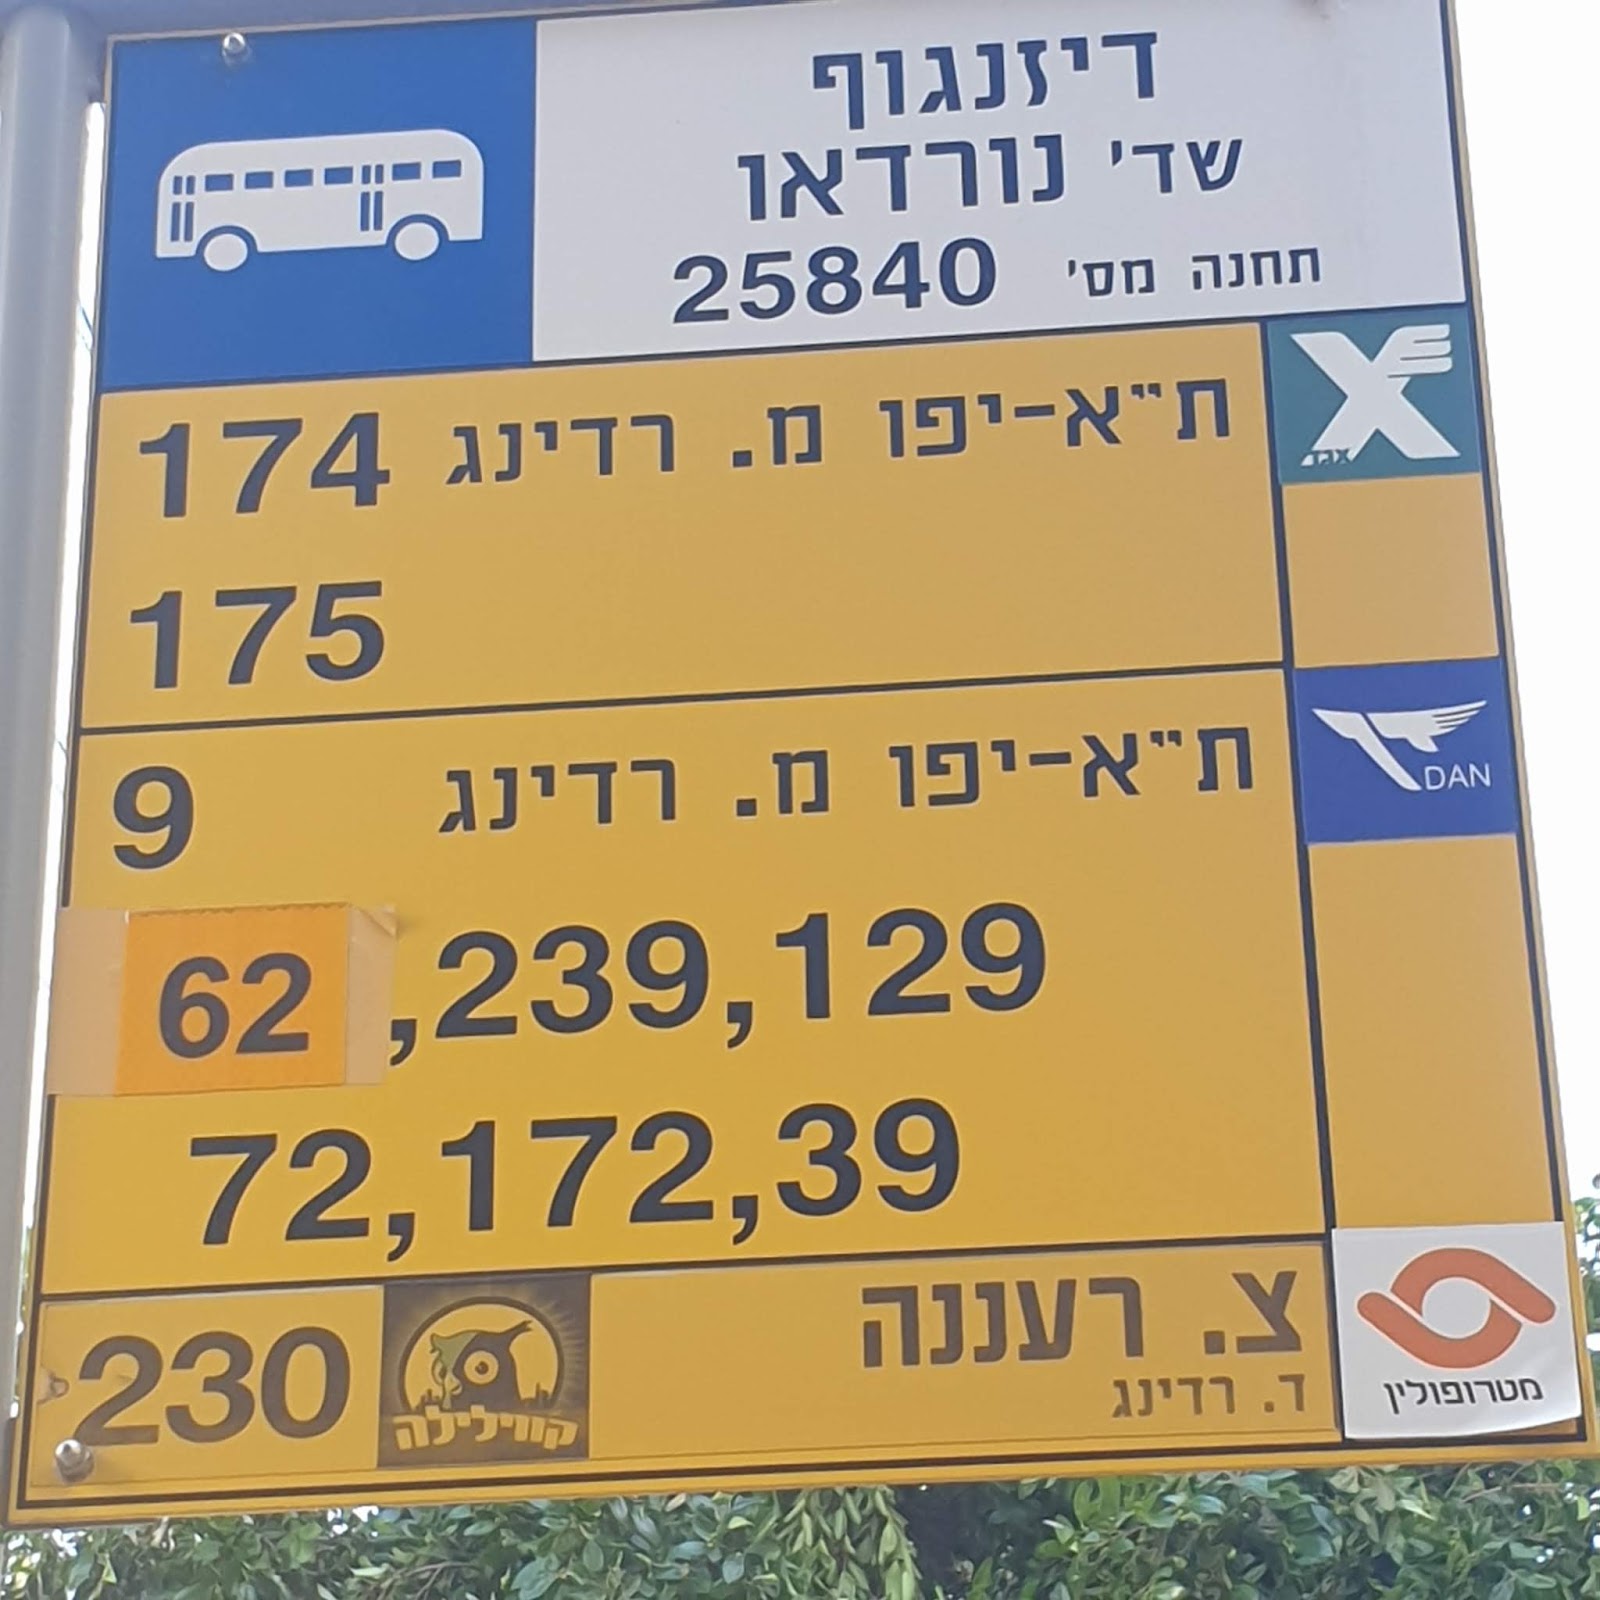 דיזנגוף
שד' נורדאו
תחנה מס' 25840
אגד
ת"א-יפו מ. רדינג 174
175
DAN
ת"א-יפו מ. רדינג 9
62,239,129
72,172,39
צ. רעננה 230
ד. רדינג
קווילילה
מטרופולין